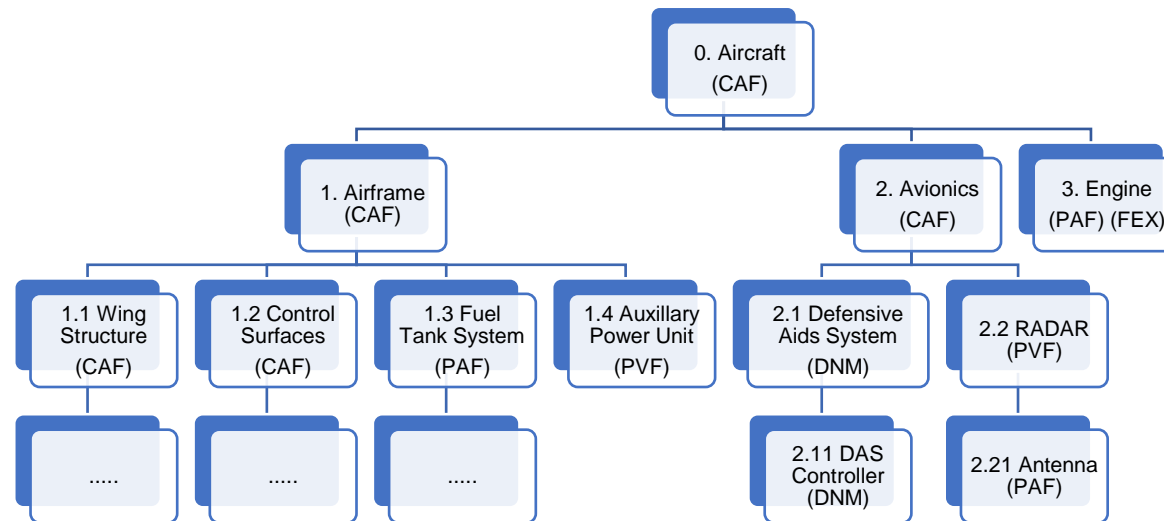 0. Aircraft
(CAF)
1. Airframe
(CAF)
2. Avionics
(CAF)
3. Engine
(PAF) (FEX)
1.1 Wing
Structure
(CAF)
1.2 Control
Surfaces
(CAF)
1.3 Fuel
Tank System
(PAF)
1.4 Auxillary
Power Unit
(PVF)
2.1 Defensive
Aids System
(DNM)
2.2 RADAR
(PVF)
.....
.....
.....
2.11 DAS
Controller
(DNM)
2.21 Antenna
(PAF)